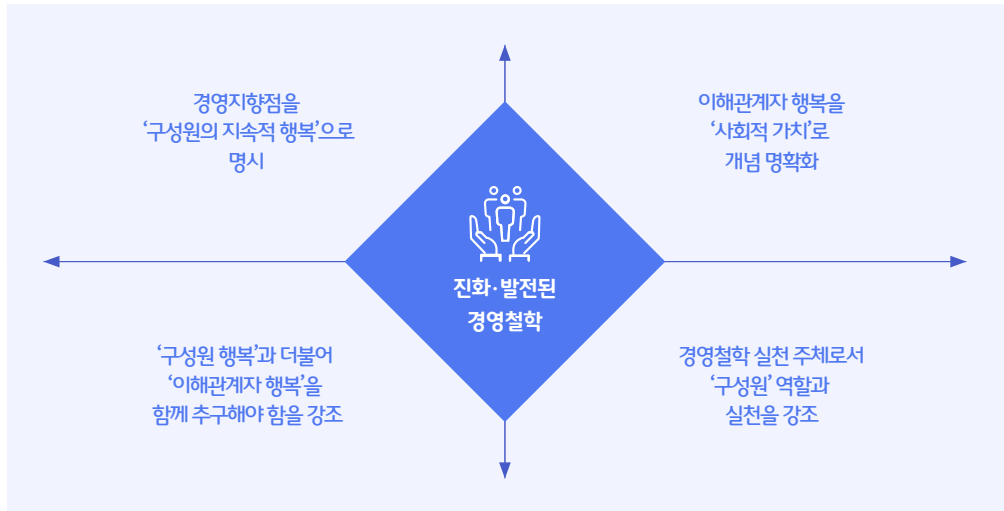 경영지향점을
‘구성원의 지속적 행복’으로
명시
이해관계자 행복을
‘사회적 가치’로
개념 명확화
진화·발전된
경영철학
‘구성원 행복’과 더불어
‘이해관계자 행복’을
함께 추구해야 함을 강조
경영철학 실천 주체로서
‘구성원’ 역할과
실천을 강조